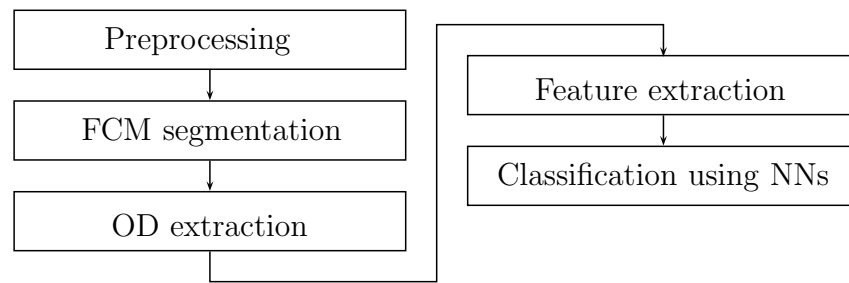 Preprocessing
FCM segmentation
OD extraction
Feature extraction
Classification using NNs